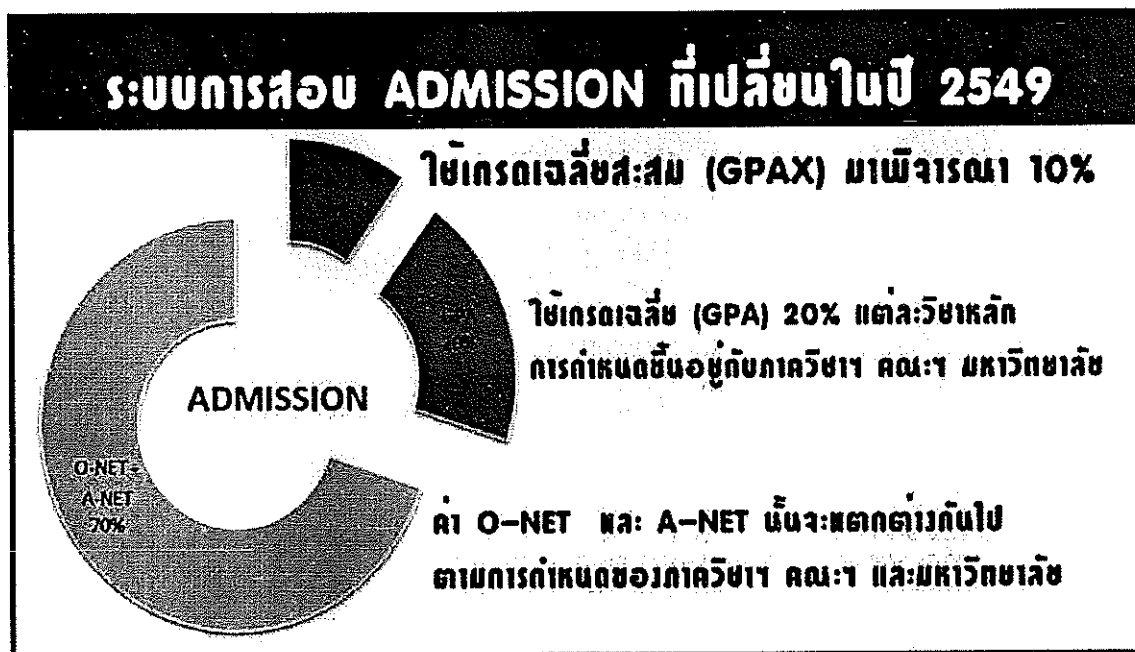 ระบบการสอบ ADMISSION ที่เปลี่ยนในปี 2549
ใช้เกรดเฉลี่ยสะสม (GPAX) มาพิจารณา 10%
ใช้เกรดเฉลี่ย (GPA) 20% แต่ละวิชาหลัก
การกำหนดขึ้นอยู่กับภาควิชาฯ คณะฯ มหาวิทยาลัย
ADMISSION
O-NET-
A-NET
70%
ค่า O-NET และ A-NET นั้นจะแตกต่างกันไป
ตามการกำหนดของภาควิชาฯ คณะฯ และมหาวิทยาลัย